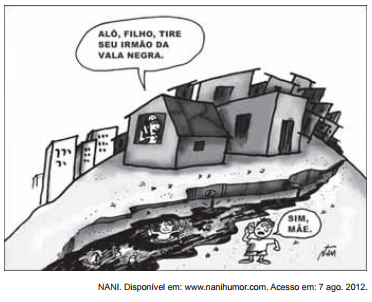 ALÔ, FILHO, TIRE
SEU IRMÃO DA
VALA NEGRA.
SIM,
MÃE.
NANI
NANI. Disponível em: www.nanihumor.com. Acesso em: 7 ago. 2012.